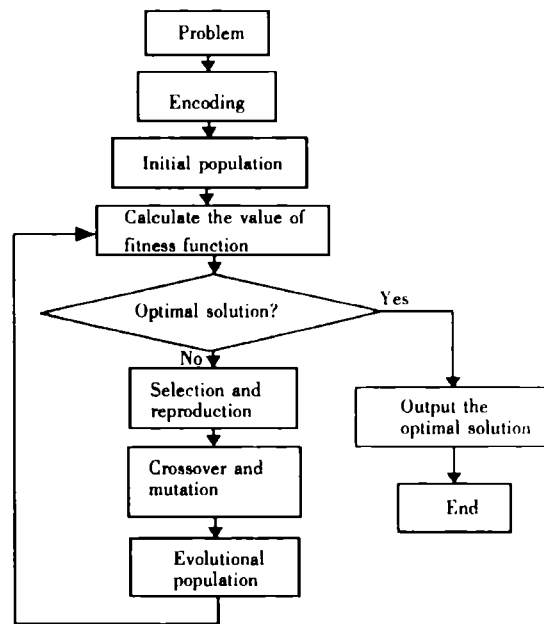 Problem
Encoding
Initial population
Calculate the value of
fitness function
Optimal solution?
Yes
No
Selection and
reproduction
Output the
optimal solution
Crossover and
mutation
End
Evolutional
population